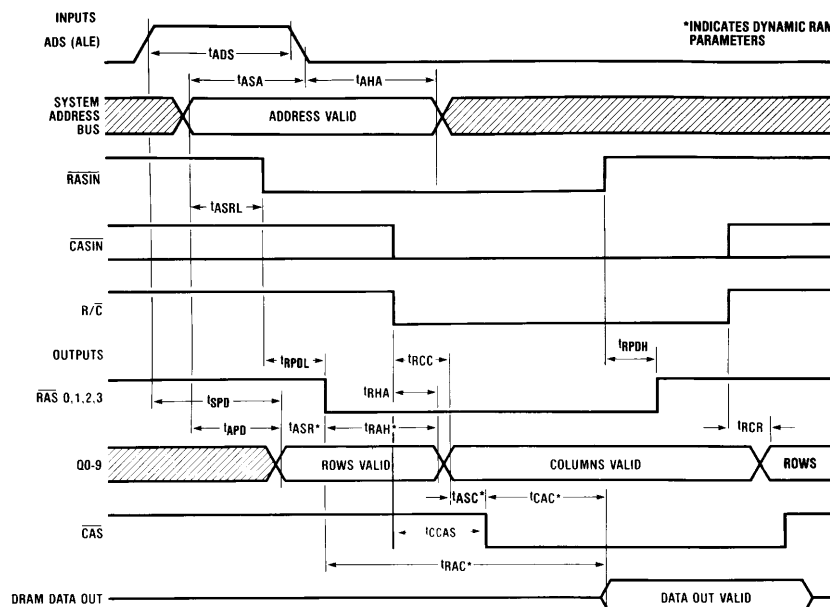 INPUTS
ADS (ALE)
*INDICATES DYNAMIC RAM
PARAMETERS
tADS
tASA
tAHA
SYSTEM
ADDRESS
BUS
ADDRESS VALID
RASIN
tASRL
CASIN
R/C
OUTPUTS
tRPDL
tRCC
tRPDH
RAS 0,1,2,3
tRHA
tSPD
tAPD
tASR*
tRAH*
tRCR
Q0-9
ROWS VALID
COLUMNS VALID
ROWS
tASC*
tCAC*
CAS
tCCAS
tRAC*
DRAM DATA OUT
DATA OUT VALID